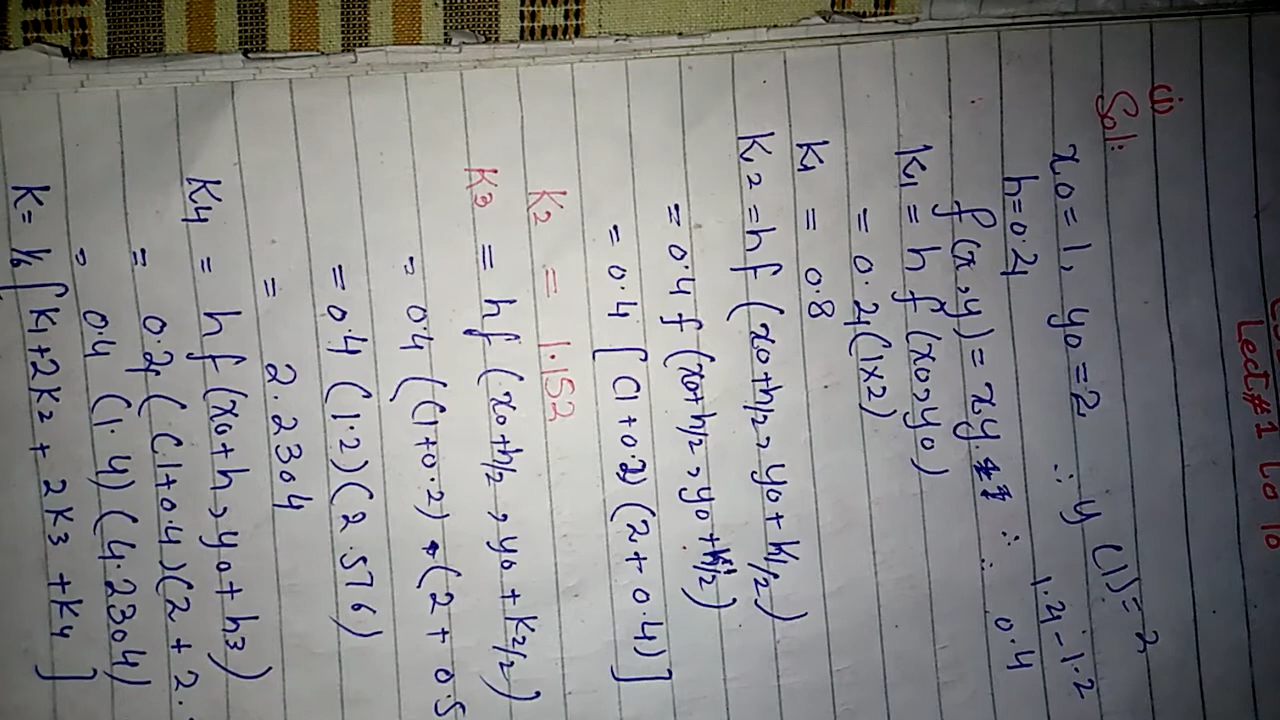 Lect.#1 to 10
(i)
Sol:
x0 = 1, y0 = 2 ∵ y(1) = 2
h = 0.4 1.4 - 1.2
f(x,y) = xy ∴ 0.4
K1 = h f(x0, y0)
= 0.4(1x2)
K1 = 0.8
K2 = hf(x0+h/2, y0+K1/2)
= 0.4 f(x0+h/2, y0+K1/2)
= 0.4 [(1+0.2)(2+0.4)]
K2 = 1.152
K3 = hf(x0+h/2, y0+K2/2)
= 0.4 ((1+0.2) (2+0.5
= 0.4 (1.2)(2.576)
= 2.2304
K4 = hf(x0+h, y0+h3)
= 0.4((1+0.4)(2+2.
= 0.4 (1.4)(4.2304)
K = 1/6 [K1+2K2+2K3+K4]